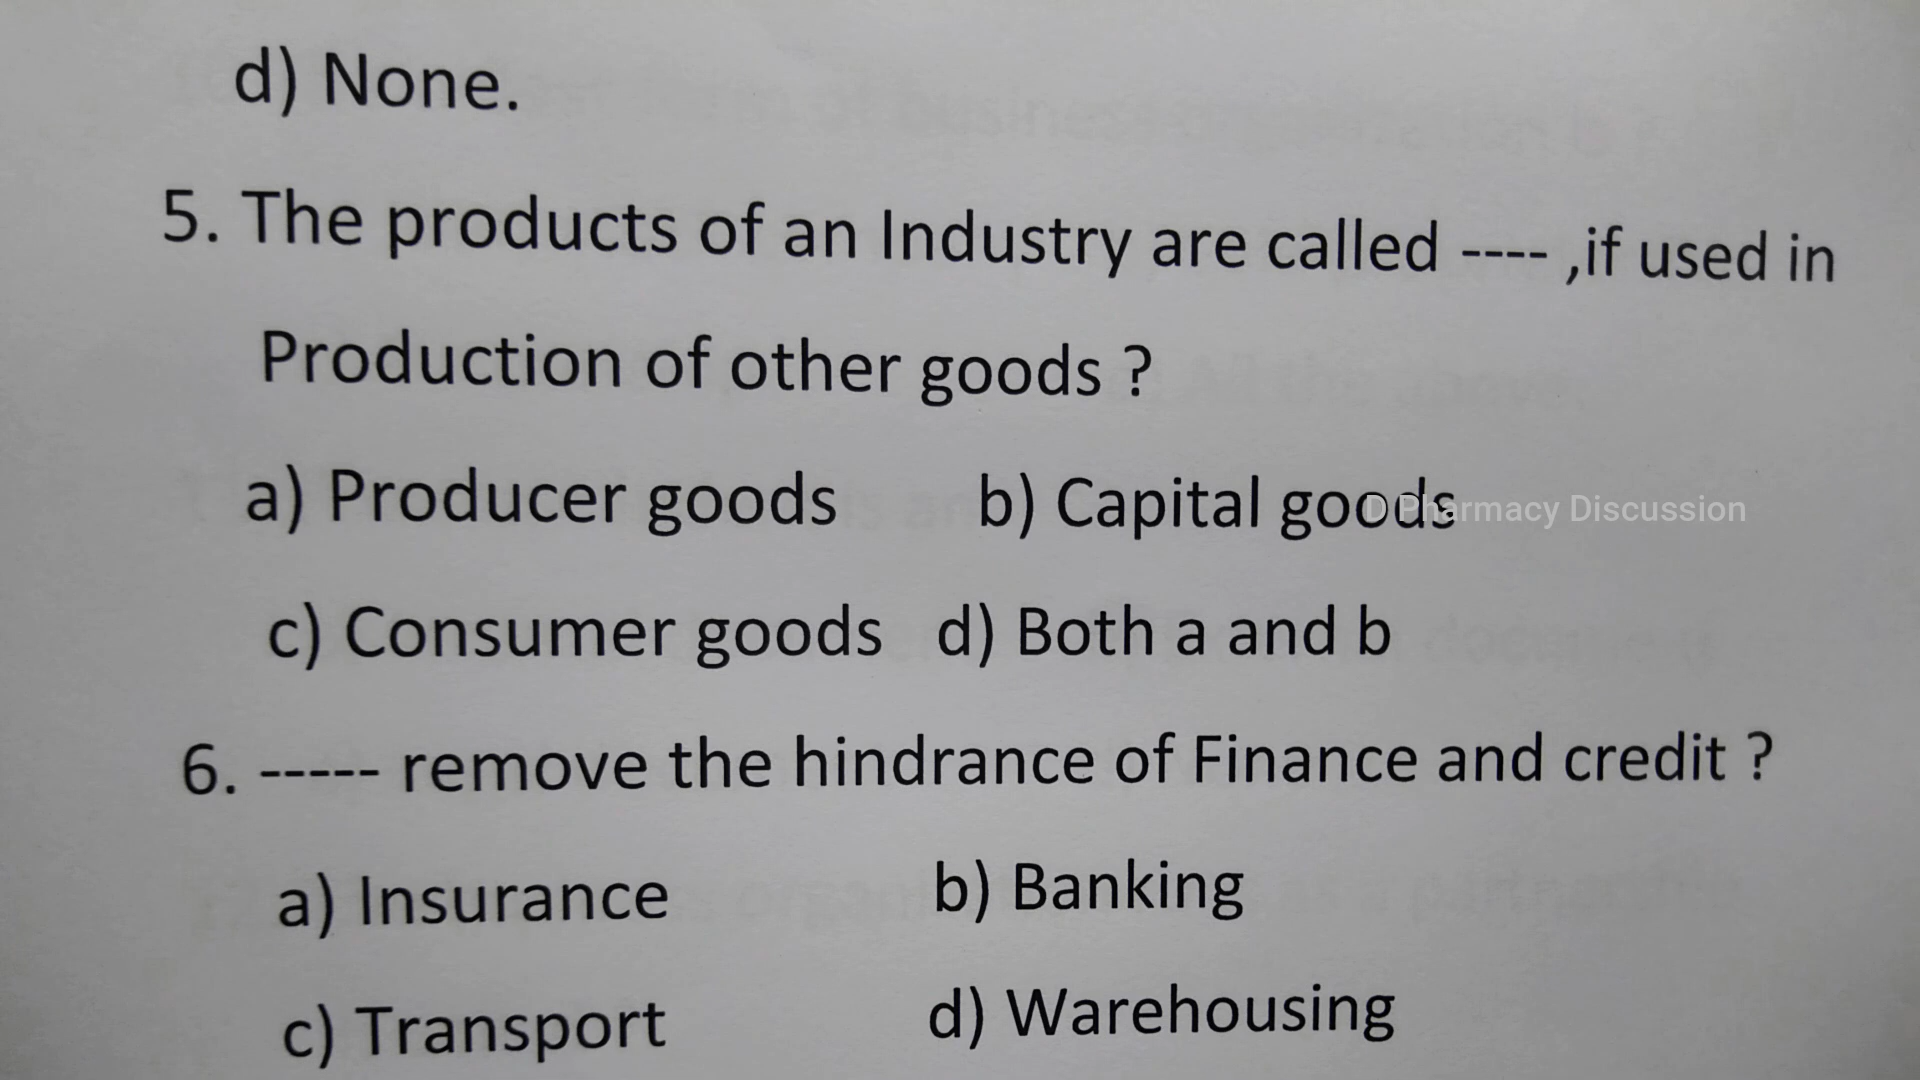 d) None.
5. The products of an Industry are called ---- ,if used in
Production of other goods ?
a) Producer goods b) Capital goods
D Pharmacy Discussion
c) Consumer goods d) Both a and b
6. ----- remove the hindrance of Finance and credit ?
a) Insurance b) Banking
c) Transport d) Warehousing